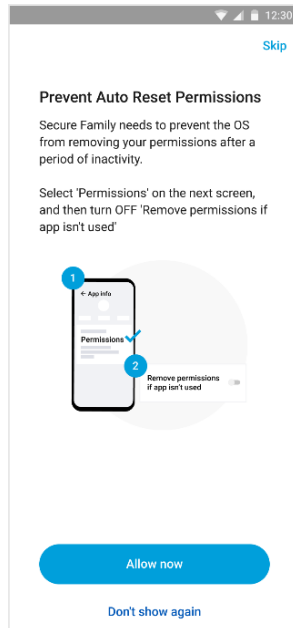 12:30
Skip
Prevent Auto Reset Permissions
Secure Family needs to prevent the OS
from removing your permissions after a
period of inactivity.
Select 'Permissions' on the next screen,
and then turn OFF 'Remove permissions if
app isn't used'
1
← App info
Permissions
2
Remove permissions
if app isn't used
Allow now
Don't show again